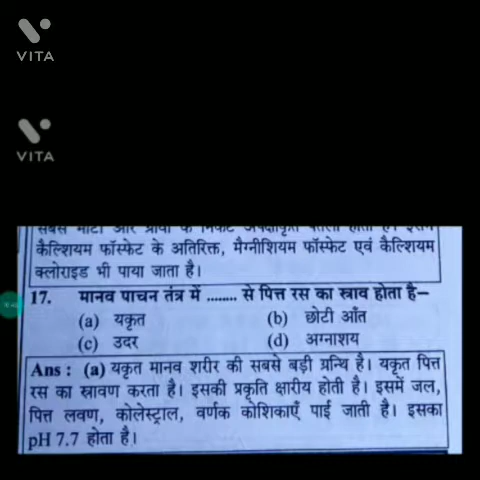 VITA
VITA
कैल्शियम फॉस्फेट के अतिरिक्त, मैग्नीशियम फॉस्फेट एवं कैल्शियम
क्लोराइड भी पाया जाता है।
17. मानव पाचन तंत्र में ........ से पित्त रस का स्त्राव होता है–
(a) यकृत (b) छोटी आँत
(c) उदर (d) अग्नाशय
Ans : (a) यकृत मानव शरीर की सबसे बड़ी ग्रन्थि है। यकृत पित्त
रस का स्रावण करता है। इसकी प्रकृति क्षारीय होती है। इसमें जल,
पित्त लवण, कोलेस्ट्राल, वर्णक कोशिकाएँ पाई जाती है। इसका
pH 7.7 होता है।